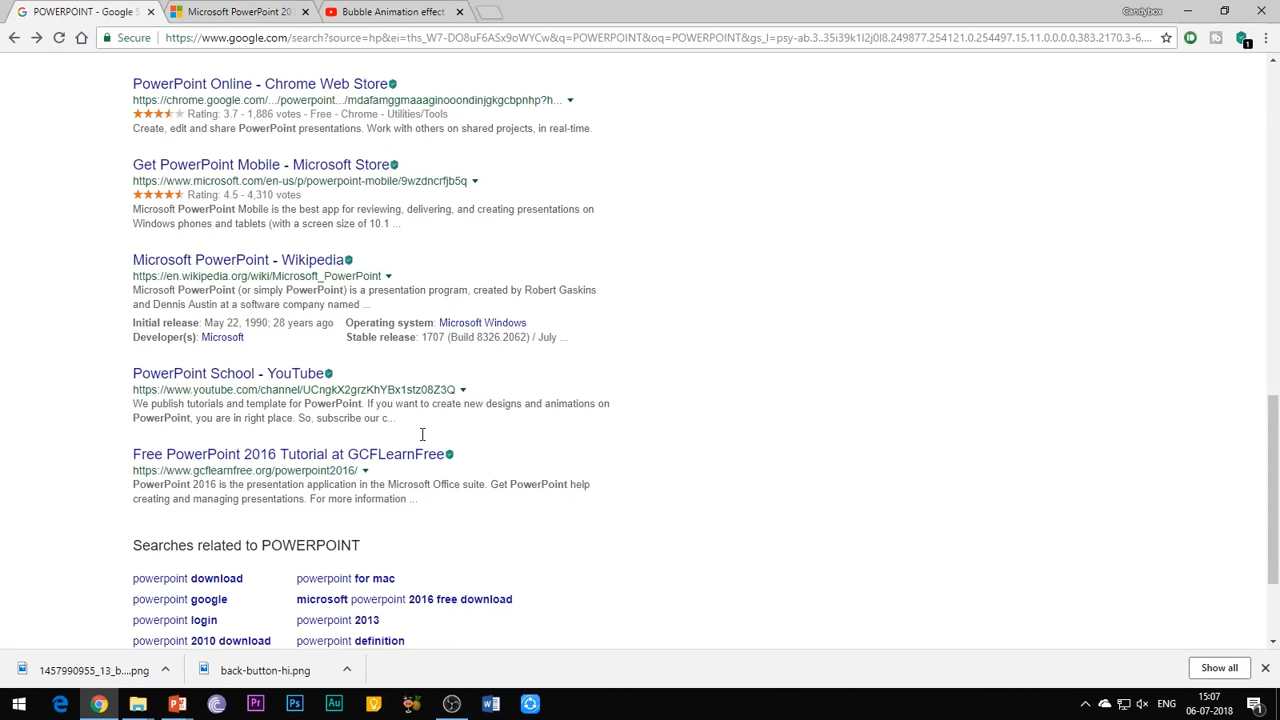 POWERPOINT - Google S
Microsoft PowerPoint 201
Bubble Animation effect
Candybox
Secure
https://www.google.com/search?source=hp&ei=ths_W7-DO8uF6ASx9oWYCw&q=POWERPOINT&oq=POWERPOINT&gs_l=psy-ab.3..35i39k1l2j0l8.249877.254121.0.254497.15.11.0.0.0.0.383.2170.3-6....
1
PowerPoint Online - Chrome Web Store
https://chrome.google.com/.../powerpoint.../mdafamggmaaaginooondinjgkgcbpnhp?h...
Rating: 3.7 - 1,886 votes - Free - Chrome - Utilities/Tools
Create, edit and share PowerPoint presentations. Work with others on shared projects, in real-time.
Get PowerPoint Mobile - Microsoft Store
https://www.microsoft.com/en-us/p/powerpoint-mobile/9wzdncrfjb5q
Rating: 4.5 - 4,310 votes
Microsoft PowerPoint Mobile is the best app for reviewing, delivering, and creating presentations on
Windows phones and tablets (with a screen size of 10.1 ...
Microsoft PowerPoint - Wikipedia
https://en.wikipedia.org/wiki/Microsoft_PowerPoint
Microsoft PowerPoint (or simply PowerPoint) is a presentation program, created by Robert Gaskins
and Dennis Austin at a software company named ...
Initial release: May 22, 1990; 28 years ago Operating system: Microsoft Windows
Developer(s): Microsoft Stable release: 1707 (Build 8326.2062) / July ...
PowerPoint School - YouTube
https://www.youtube.com/channel/UCngkX2grzKhYBx1stz08Z3Q
We publish tutorials and template for PowerPoint. If you want to create new designs and animations on
PowerPoint, you are in right place. So, subscribe our c...
Free PowerPoint 2016 Tutorial at GCFLearnFree
https://www.gcflearnfree.org/powerpoint2016/
PowerPoint 2016 is the presentation application in the Microsoft Office suite. Get PowerPoint help
creating and managing presentations. For more information ...
Searches related to POWERPOINT
powerpoint download powerpoint for mac
powerpoint google microsoft powerpoint 2016 free download
powerpoint login powerpoint 2013
powerpoint 2010 download powerpoint definition
1457990955_13_b....png
back-button-hi.png
Show all
Pr Ps Au
ENG
15:07
06-07-2018
1